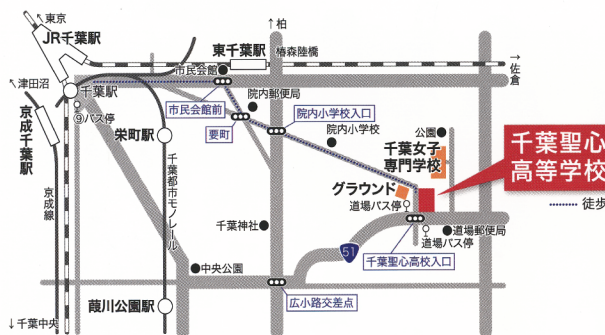 ↖東京
JR千葉駅
↑柏
東千葉駅
椿森陸橋
市民会館
→佐倉
↖津田沼
千葉駅
⑨バス停
市民会館前
院内郵便局
院内小学校入口
京成千葉駅
栄町駅
要町
院内小学校
公園
千葉女子
専門学校
千葉聖心
高等学校
グラウンド
道場バス停
徒歩
京成線
千葉都市モノレール
千葉神社
道場郵便局
道場バス停
51
千葉聖心高校入口
中央公園
葭川公園駅
広小路交差点
↓千葉中央